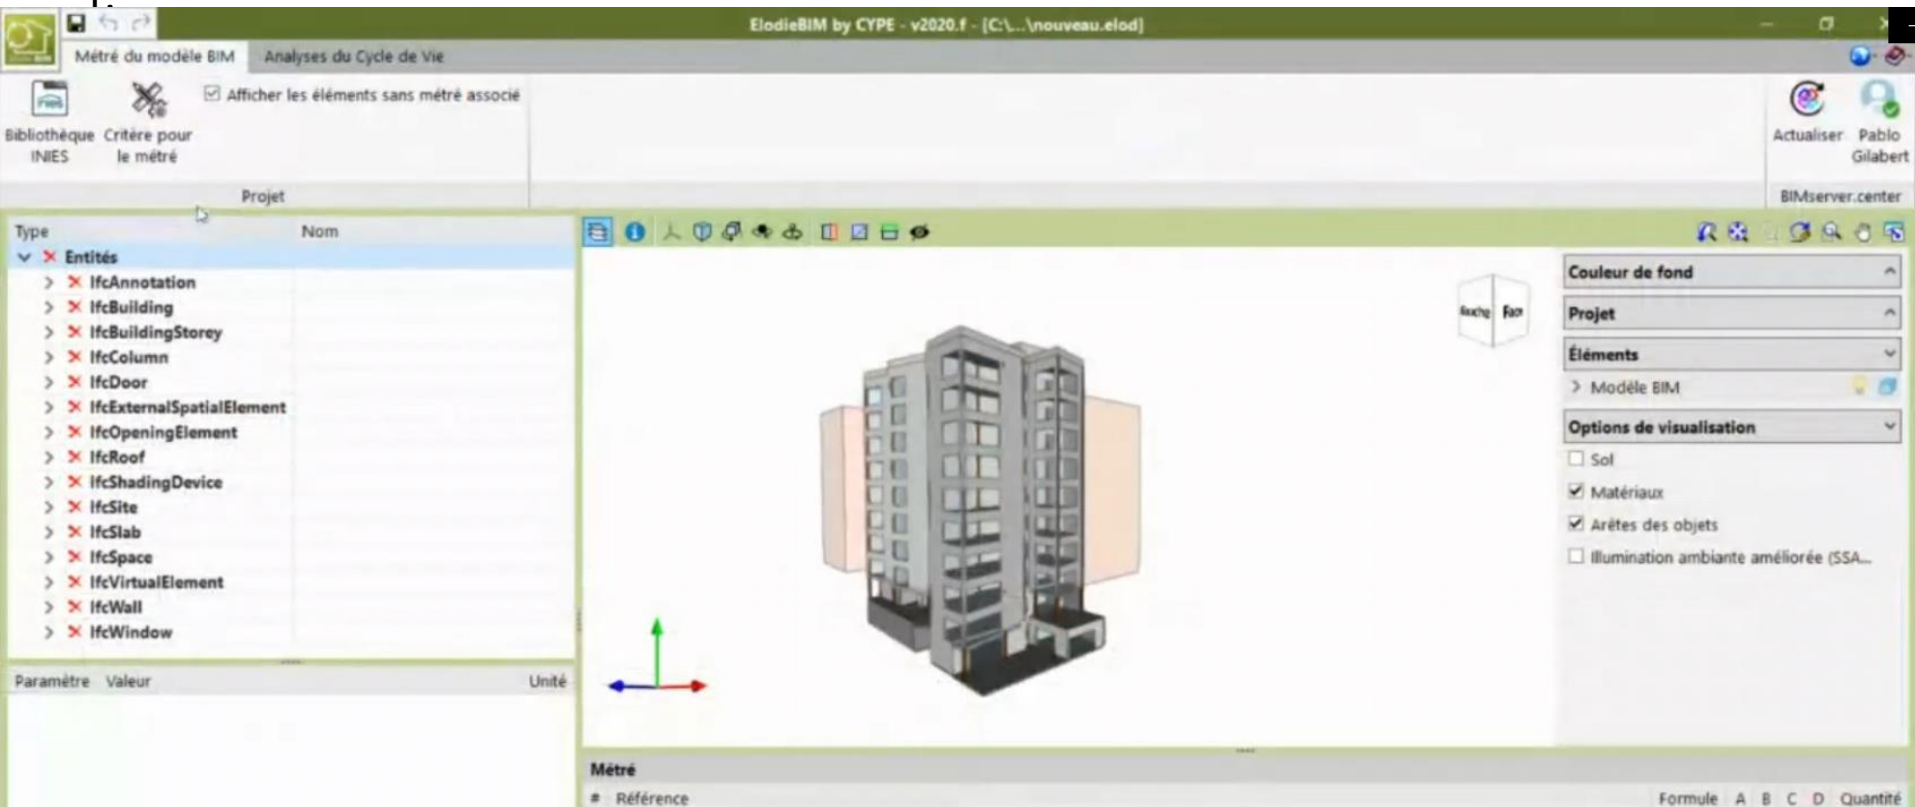 ElodieBIM by CYPE - v2020.f - [C:\...\nouveau.elod]
Métré du modèle BIM Analyses du Cycle de Vie
Afficher les éléments sans métré associé
Bibliothèque INIES
Critère pour le métré
Actualiser
Pablo Gilabert
Projet
BIMserver.center
Type Nom
Entités
IfcAnnotation
IfcBuilding
IfcBuildingStorey
IfcColumn
IfcDoor
IfcExternalSpatialElement
IfcOpeningElement
IfcRoof
IfcShadingDevice
IfcSite
IfcSlab
IfcSpace
IfcVirtualElement
IfcWall
IfcWindow
Paramètre Valeur Unité
Couleur de fond
Projet
Éléments
Modèle BIM
Options de visualisation
Sol
Matériaux
Arêtes des objets
Illumination ambiante améliorée (SSA...
Métré
# Référence Formule A B C D Quantité